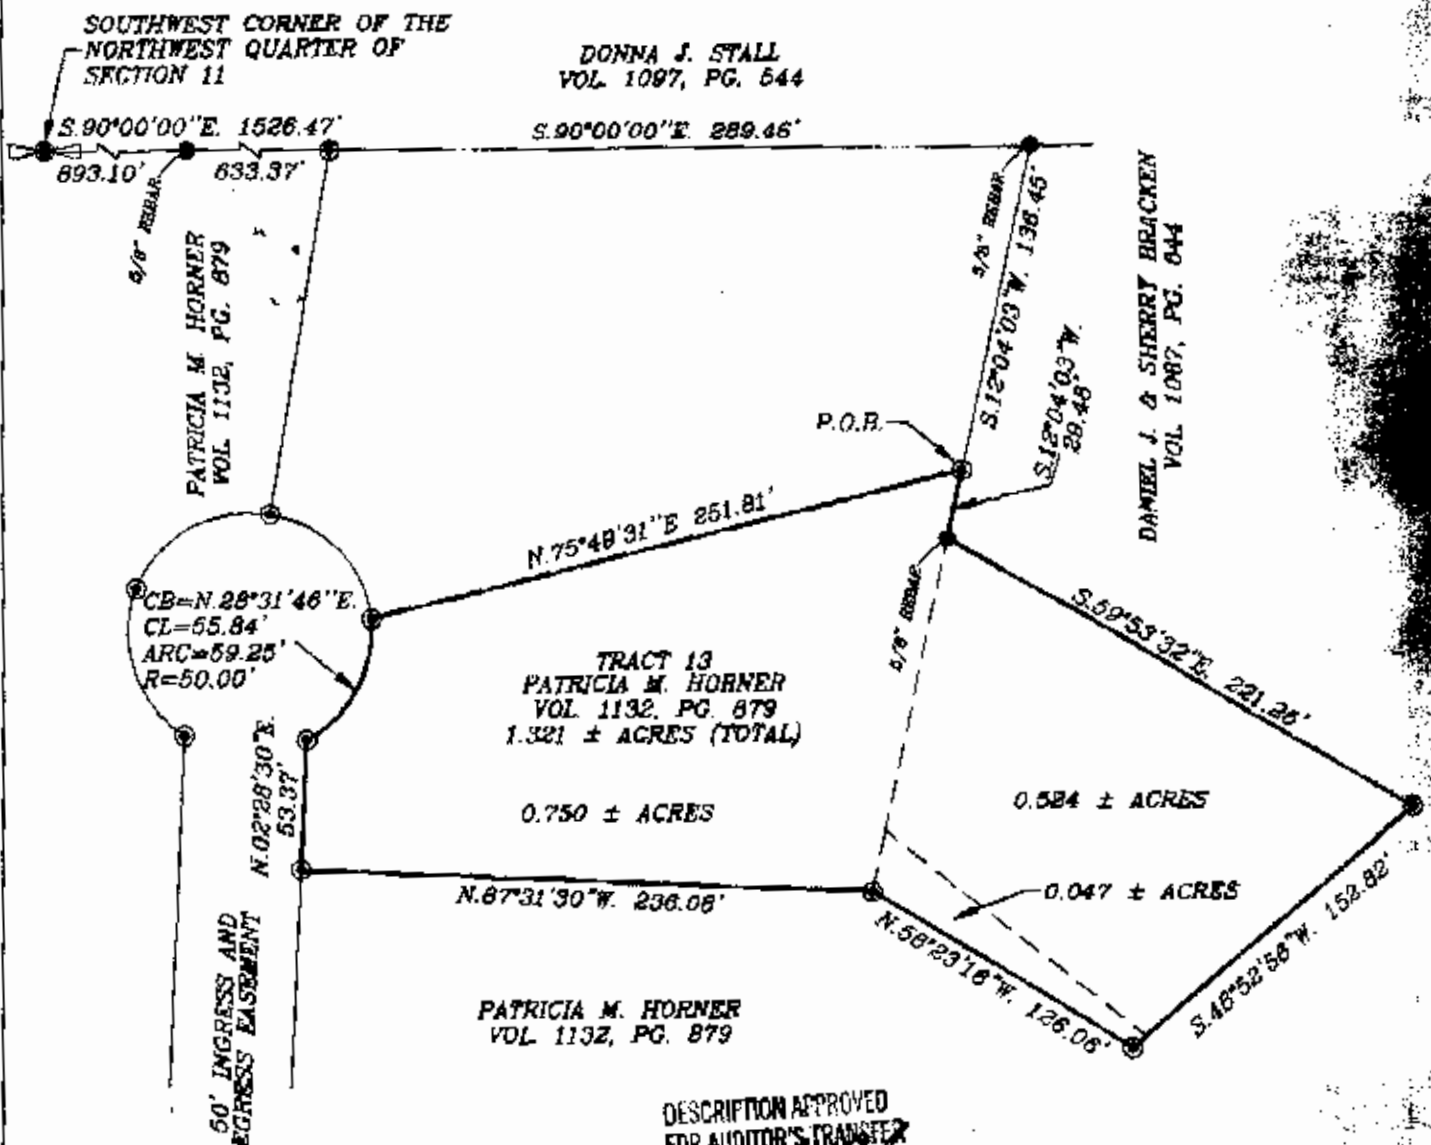 SOUTHWEST CORNER OF THE
NORTHWEST QUARTER OF
SECTION 11
DONNA J. STALL
VOL. 1097, PG. 544
S.90°00'00"E. 1526.47'
S.90°00'00"E. 289.46'
893.10'
633.37'
5/8" REBAR
5/8" REBAR
S.12°04'03"W. 136.45'
PATRICIA M. HORNER
VOL. 1132, PG. 879
DANIEL J. & SHERRY BRACKEN
VOL. 1087, PG. 644
P.O.B.
S.12°04'03"W.
29.48'
N.75°48'31"E 251.81'
5/8" REBAR
CB=N.28°31'46"E.
CL=55.84'
ARC=59.25'
R=50.00'
S.59°53'32"E. 221.26'
TRACT 13
PATRICIA M. HORNER
VOL. 1132, PG. 879
1.321 ± ACRES (TOTAL)
N.02°28'30"E.
53.37'
0.750 ± ACRES
0.524 ± ACRES
N.87°31'30"W. 236.08'
0.047 ± ACRES
N.58°23'16"W. 126.06'
S.48°52'56"W. 152.82'
50' INGRESS AND
EGRESS EASEMENT
PATRICIA M. HORNER
VOL. 1132, PG. 879
DESCRIPTION APPROVED
FOR AUDITOR'S TRANSFER